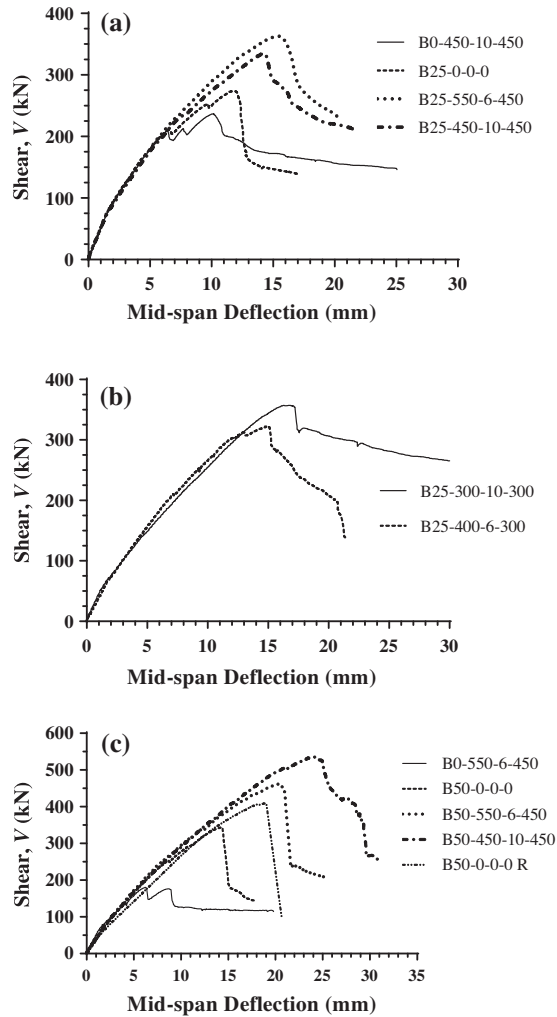 (a)
Shear, V (kN)
400
300
200
100
0
0 5 10 15 20 25 30
Mid-span Deflection (mm)
B0-450-10-450
B25-0-0-0
B25-550-6-450
B25-450-10-450
(b)
Shear, V (kN)
400
300
200
100
0
0 5 10 15 20 25 30
Mid-span Deflection (mm)
B25-300-10-300
B25-400-6-300
(c)
Shear, V (kN)
600
500
400
300
200
100
0
0 5 10 15 20 25 30 35
Mid-span Deflection (mm)
B0-550-6-450
B50-0-0-0
B50-550-6-450
B50-450-10-450
B50-0-0-0 R